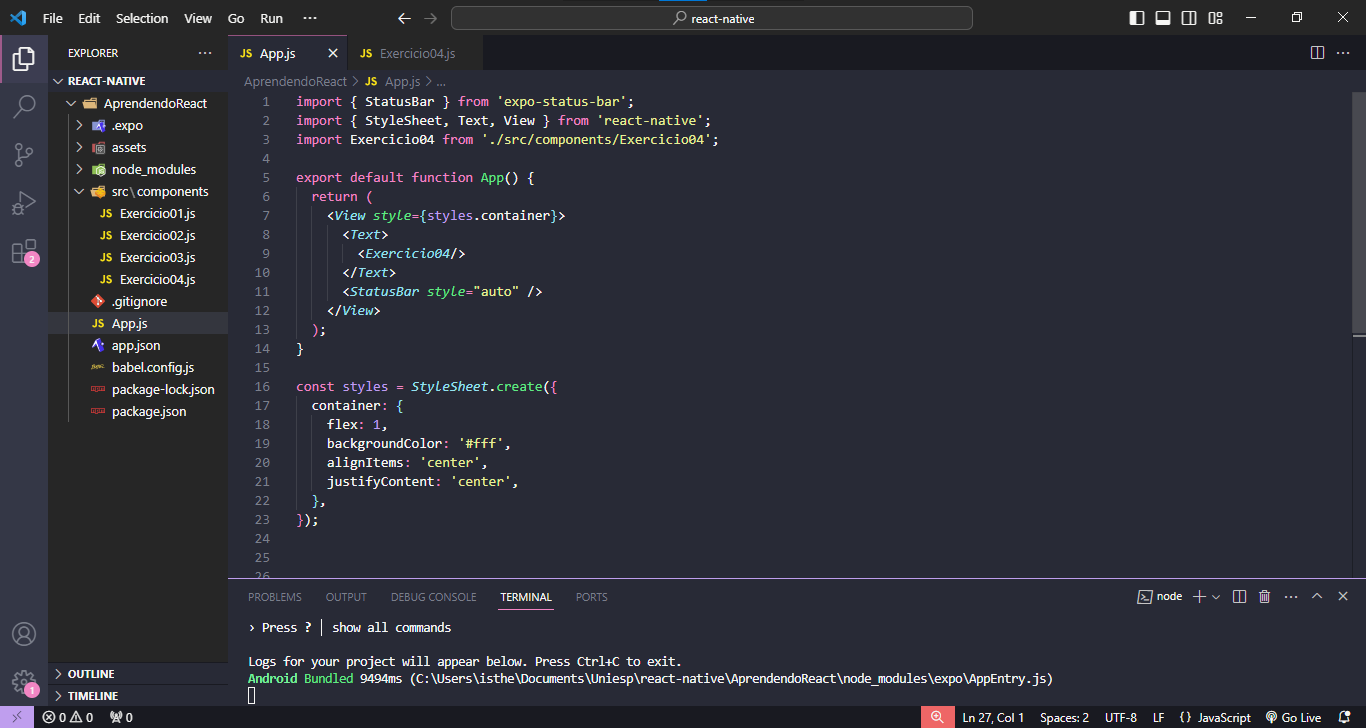 File Edit Selection View Go Run ··· react-native
EXPLORER ···
REACT-NATIVE
AprendendoReact
.expo
assets
node_modules
src\components
JS Exercicio01.js
JS Exercicio02.js
JS Exercicio03.js
JS Exercicio04.js
.gitignore
JS App.js
app.json
babel.config.js
package-lock.json
package.json
OUTLINE
TIMELINE
2
1
JS App.js JS Exercicio04.js
AprendendoReact > JS App.js > ...
1 import { StatusBar } from 'expo-status-bar';
2 import { StyleSheet, Text, View } from 'react-native';
3 import Exercicio04 from './src/components/Exercicio04';
4
5 export default function App() {
6 return (
7 <View style={styles.container}>
8 <Text>
9 <Exercicio04/>
10 </Text>
11 <StatusBar style="auto" />
12 </View>
13 );
14 }
15
16 const styles = StyleSheet.create({
17 container: {
18 flex: 1,
19 backgroundColor: '#fff',
20 alignItems: 'center',
21 justifyContent: 'center',
22 },
23 });
24
25
26
PROBLEMS OUTPUT DEBUG CONSOLE TERMINAL PORTS node
› Press ? │ show all commands
Logs for your project will appear below. Press Ctrl+C to exit.
Android Bundled 9494ms (C:\Users\isthe\Documents\Uniesp\react-native\AprendendoReact\node_modules\expo\AppEntry.js)
0 0 0 Ln 27, Col 1 Spaces: 2 UTF-8 LF {} JavaScript Go Live